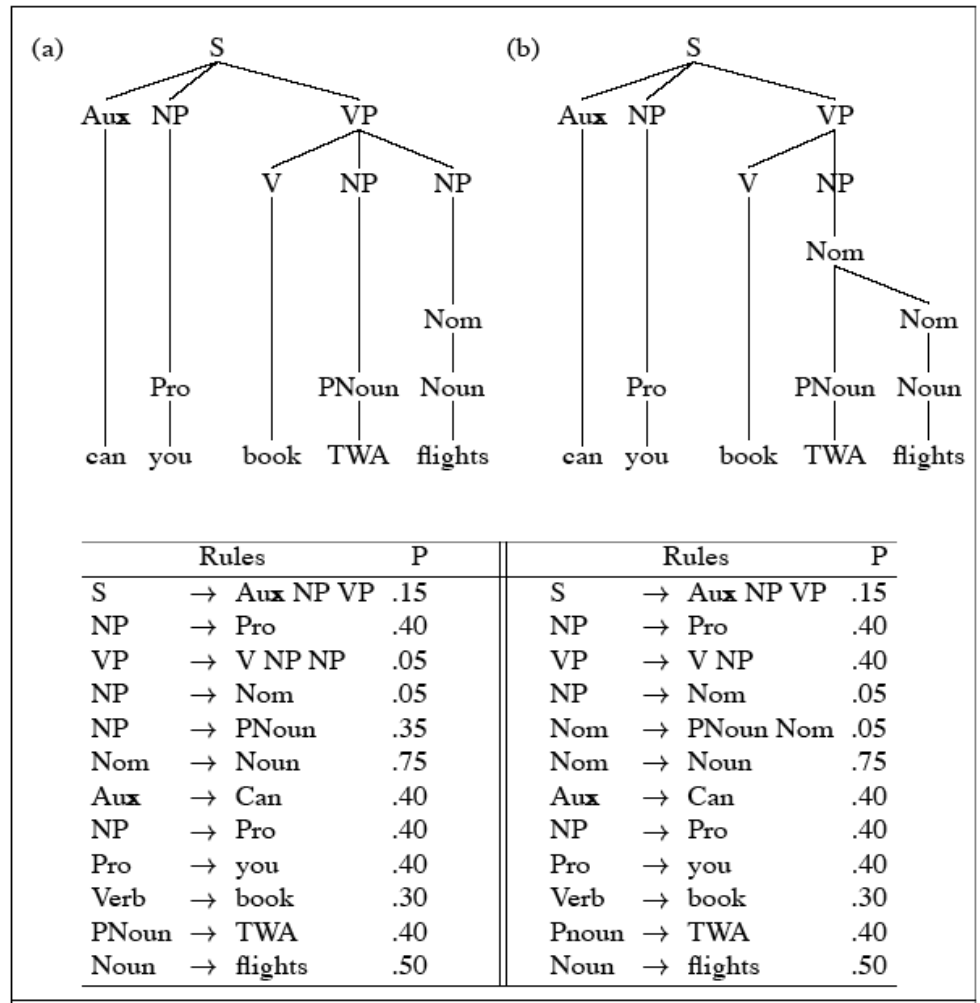 (a) S (b) S
Aux NP VP Aux NP VP
V NP NP V NP
Nom
Nom Nom
Pro PNoun Noun Pro PNoun Noun
can you book TWA flights can you book TWA flights
Rules P Rules P
S → Aux NP VP .15 S → Aux NP VP .15
NP → Pro .40 NP → Pro .40
VP → V NP NP .05 VP → V NP .40
NP → Nom .05 NP → Nom .05
NP → PNoun .35 Nom → PNoun Nom .05
Nom → Noun .75 Nom → Noun .75
Aux → Can .40 Aux → Can .40
NP → Pro .40 NP → Pro .40
Pro → you .40 Pro → you .40
Verb → book .30 Verb → book .30
PNoun → TWA .40 Pnoun → TWA .40
Noun → flights .50 Noun → flights .50